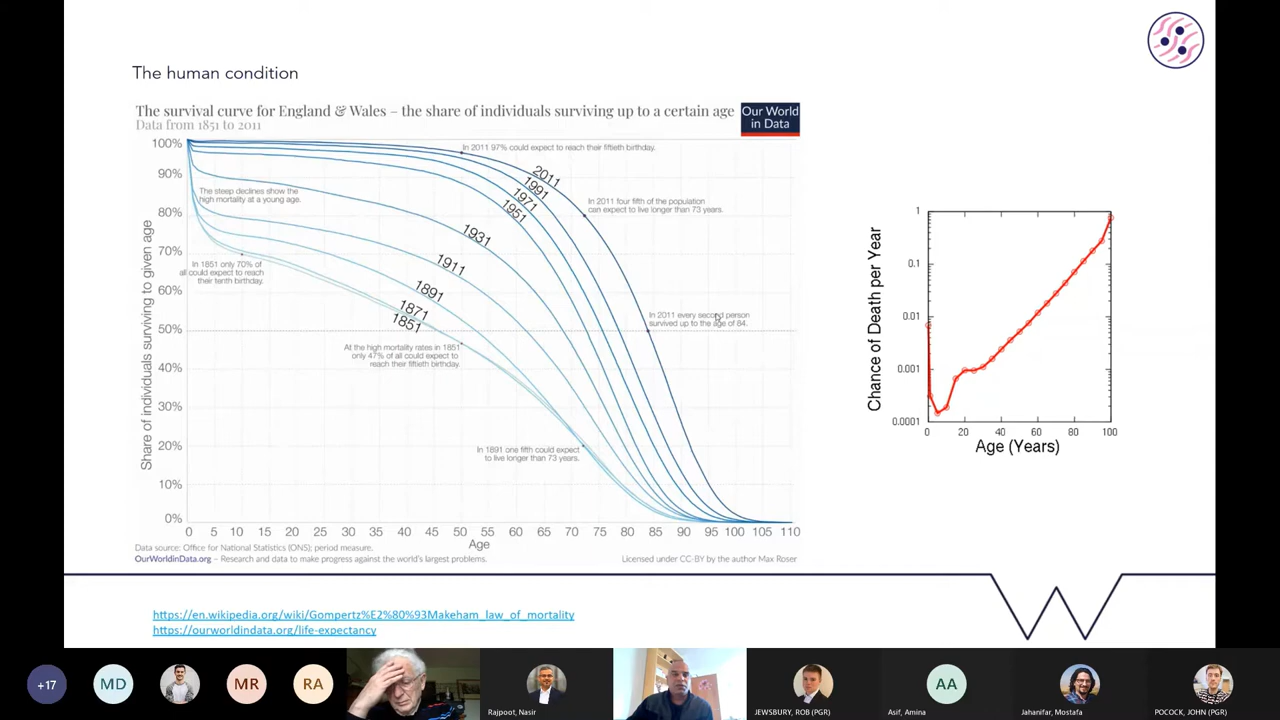 The human condition
The survival curve for England & Wales – the share of individuals surviving up to a certain age
Data from 1851 to 2011
Our World
in Data
Share of individuals surviving to given age
100%
90%
80%
70%
60%
50%
40%
30%
20%
10%
0%
In 2011 97% could expect to reach their fiftieth birthday.
The steep declines show the
high mortality at a young age.
In 2011 four fifth of the population
can expect to live longer than 73 years.
In 1851 only 70% of
all could expect to reach
their tenth birthday.
In 2011 every second person
survived up to the age of 84.
At the high mortality rates in 1851
only 47% of all could expect to
reach their fiftieth birthday.
In 1891 one fifth could expect
to live longer than 73 years.
2011
1991
1971
1951
1931
1911
1891
1871
1851
0 5 10 15 20 25 30 35 40 45 50 55 60 65 70 75 80 85 90 95 100 105 110
Age
Data source: Office for National Statistics (ONS); period measure.
OurWorldinData.org – Research and data to make progress against the world's largest problems.
Licensed under CC-BY by the author Max Roser
Chance of Death per Year
1
0.1
0.01
0.001
0.0001
0 20 40 60 80 100
Age (Years)
https://en.wikipedia.org/wiki/Gompertz%E2%80%93Makeham_law_of_mortality
https://ourworldindata.org/life-expectancy
+17
MD
MR
RA
Rajpoot, Nasir
JEWSBURY, ROB (PGR)
AA
Asif, Amina
Jahanifar, Mostafa
POCOCK, JOHN (PGR)